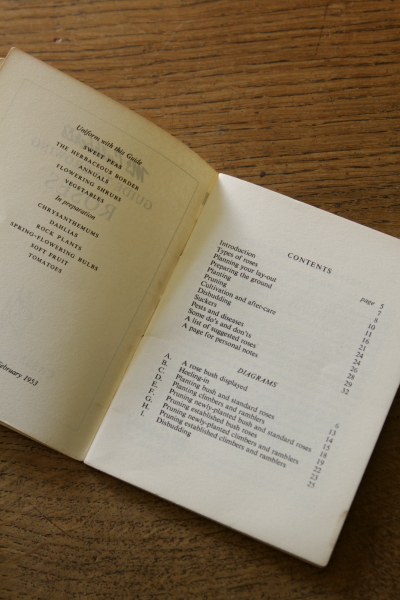 Uniform with this Guide
SWEET PEAS
THE HERBACEOUS BORDER
ANNUALS
FLOWERING SHRUBS
VEGETABLES
In preparation
CHRYSANTHEMUMS
DAHLIAS
ROCK PLANTS
SPRING-FLOWERING BULBS
SOFT FRUIT
TOMATOES
February 1953
CONTENTS
page
Introduction 5
Types of roses 7
Planning your lay-out 8
Preparing the ground 10
Planting 11
Pruning 16
Cultivation and after-care 21
Disbudding 24
Suckers 24
Pests and diseases 26
Some do's and don'ts 28
A list of suggested roses 29
A page for personal notes 32
DIAGRAMS
A. A rose bush displayed 6
B. Heeling-in 13
C. Planting bush and standard roses 14
D. Planting climbers and ramblers 15
E. Pruning newly-planted bush and standard roses 18
F. Pruning established bush roses 19
G. Pruning newly-planted climbers and ramblers 22
H. Pruning established climbers and ramblers 23
I. Disbudding 25